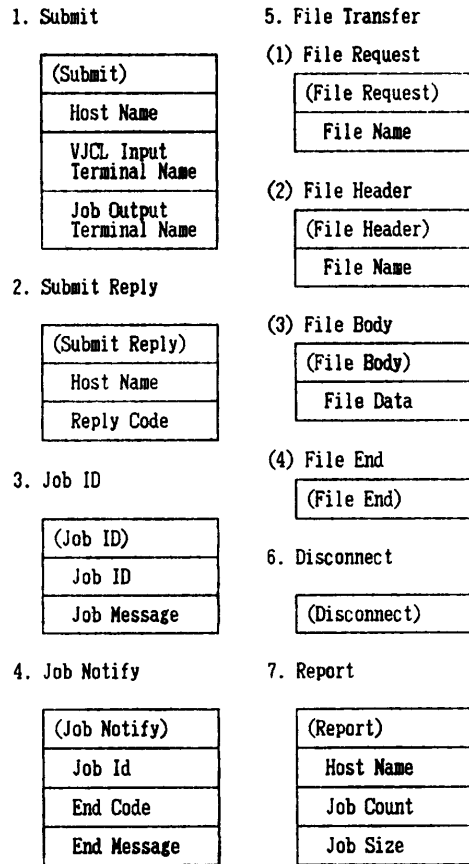 1. Submit
(Submit)
Host Name
VJCL Input
Terminal Name
Job Output
Terminal Name
2. Submit Reply
(Submit Reply)
Host Name
Reply Code
3. Job ID
(Job ID)
Job ID
Job Message
4. Job Notify
(Job Notify)
Job Id
End Code
End Message
5. File Transfer
(1) File Request
(File Request)
File Name
(2) File Header
(File Header)
File Name
(3) File Body
(File Body)
File Data
(4) File End
(File End)
6. Disconnect
(Disconnect)
7. Report
(Report)
Host Name
Job Count
Job Size